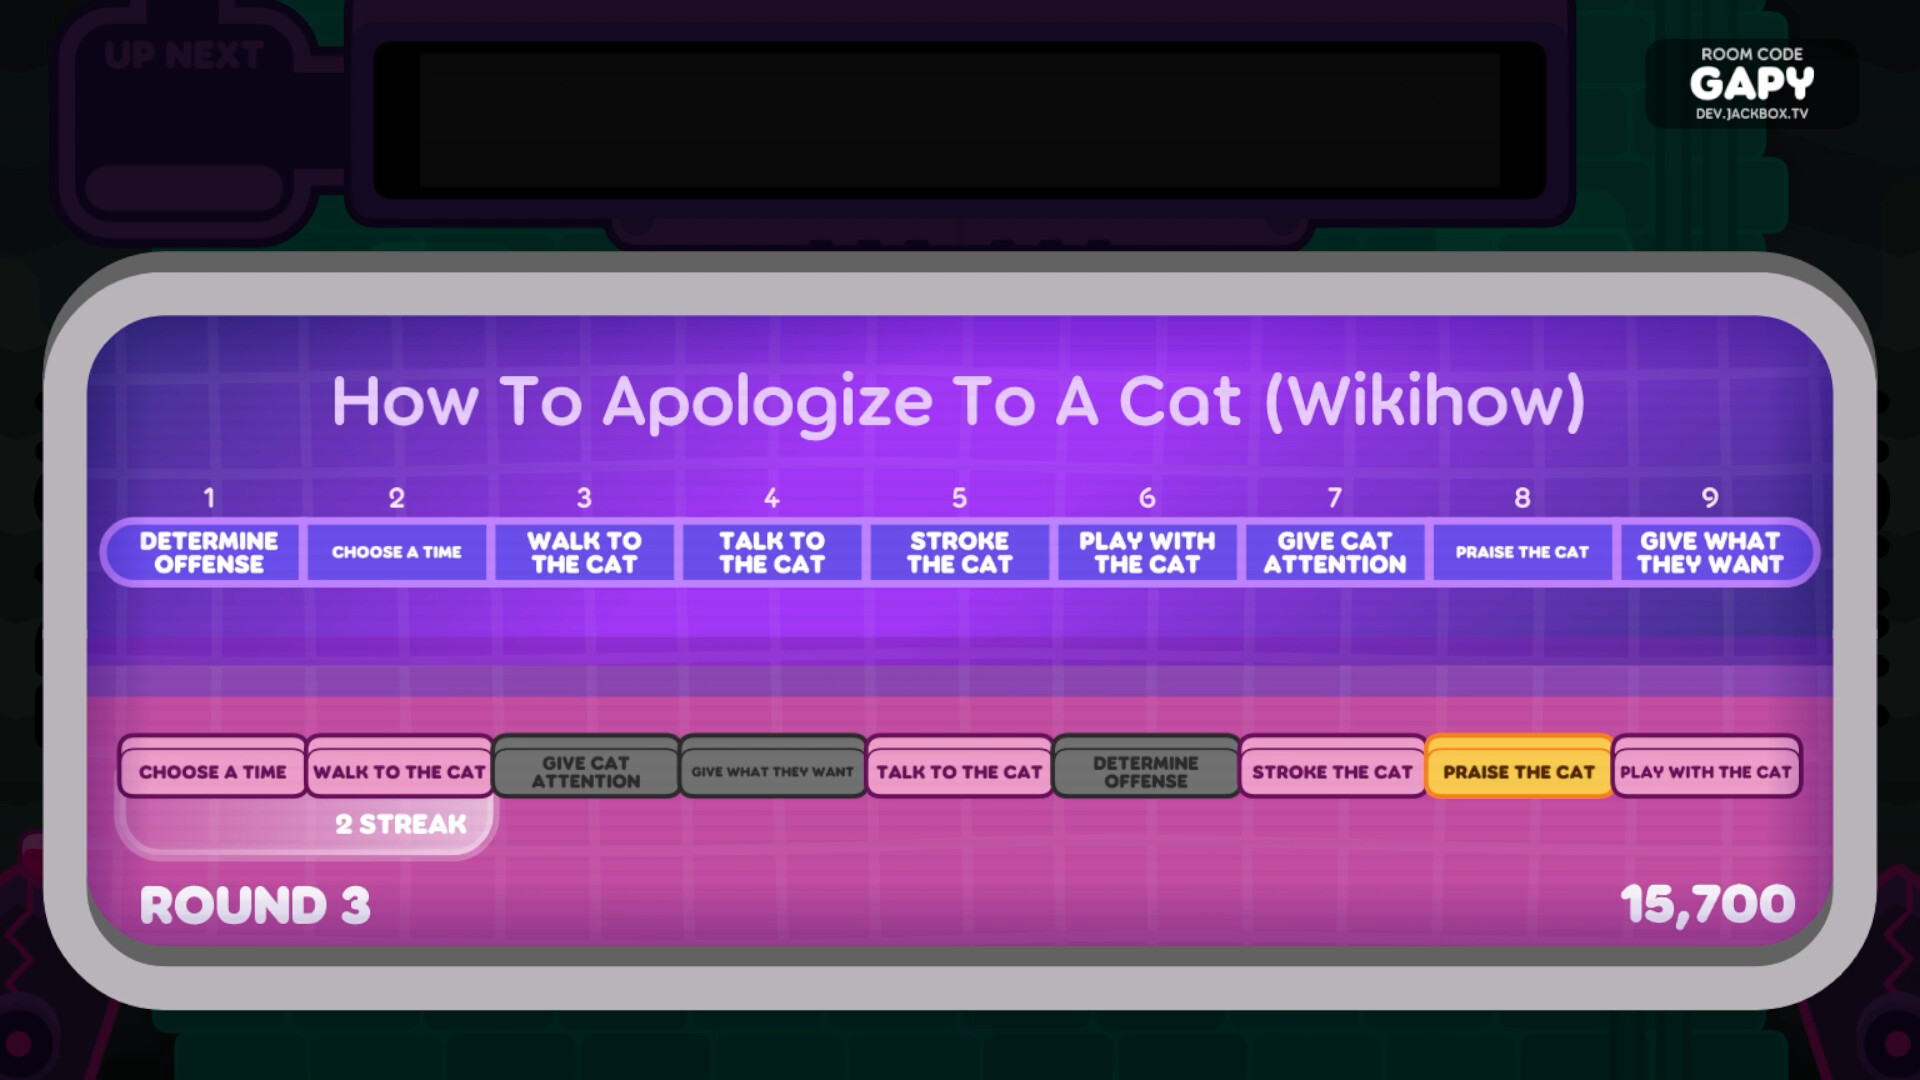 UP NEXT
ROOM CODE
GAPY
DEV.JACKBOX.TV
How To Apologize To A Cat (Wikihow)
1 2 3 4 5 6 7 8 9
DETERMINE
OFFENSE
CHOOSE A TIME
WALK TO
THE CAT
TALK TO
THE CAT
STROKE
THE CAT
PLAY WITH
THE CAT
GIVE CAT
ATTENTION
PRAISE THE CAT
GIVE WHAT
THEY WANT
CHOOSE A TIME
WALK TO THE CAT
GIVE CAT
ATTENTION
GIVE WHAT THEY WANT
TALK TO THE CAT
DETERMINE
OFFENSE
STROKE THE CAT
PRAISE THE CAT
PLAY WITH THE CAT
2 STREAK
ROUND 3
15,700